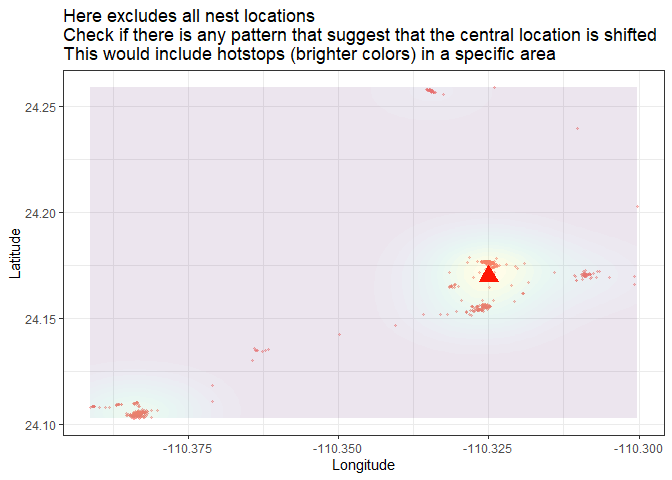 Here excludes all nest locations
Check if there is any pattern that suggest that the central location is shifted
This would include hotstops (brighter colors) in a specific area
24.25
24.20
24.15
24.10
Latitude
-110.375
-110.350
-110.325
-110.300
Longitude